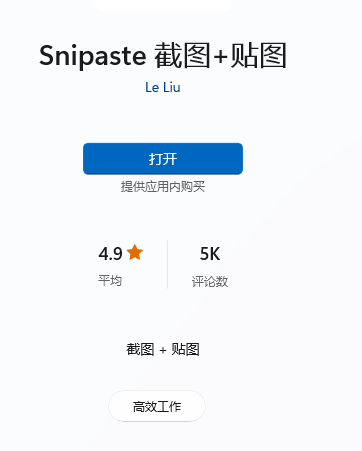 Snipaste 截图+贴图
Le Liu
打开
提供应用内购买
4.9 5K
平均 评论数
截图 + 贴图
高效工作